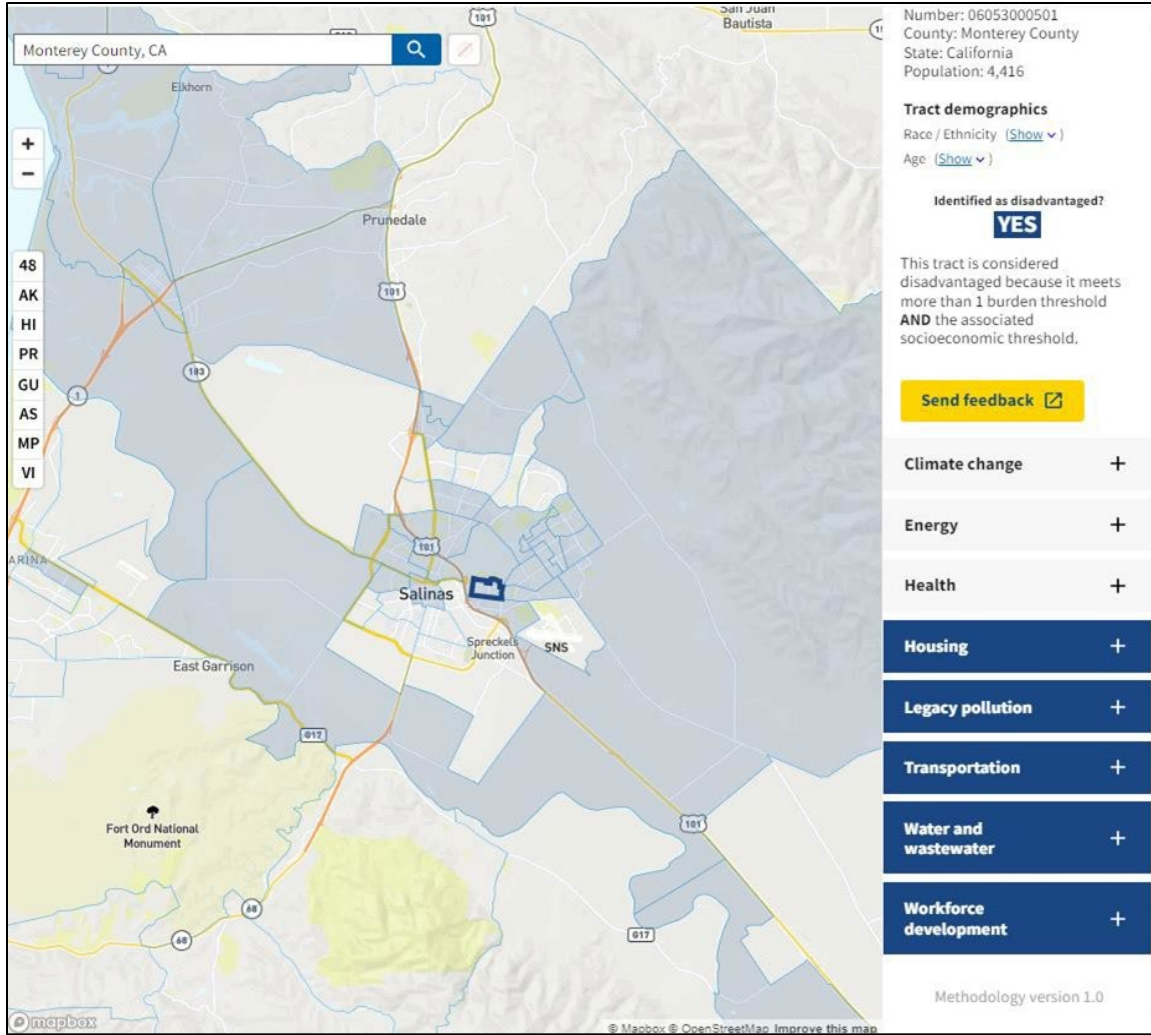 San Juan
Bautista
101
Monterey County, CA
Elkhorn
+
−
Prunedale
101
48
AK
HI
PR
GU
AS
MP
VI
183
1
101
ARINA
Salinas
Spreckels
Junction
SNS
East Garrison
G17
Fort Ord National
Monument
101
68
68
G17
mapbox
© Mapbox © OpenStreetMap Improve this map
Number: 06053000501
County: Monterey County
State: California
Population: 4,416
Tract demographics
Race / Ethnicity (Show)
Age (Show)
Identified as disadvantaged?
YES
This tract is considered
disadvantaged because it meets
more than 1 burden threshold
AND the associated
socioeconomic threshold.
Send feedback
Climate change +
Energy +
Health +
Housing +
Legacy pollution +
Transportation +
Water and
wastewater +
Workforce
development +
Methodology version 1.0